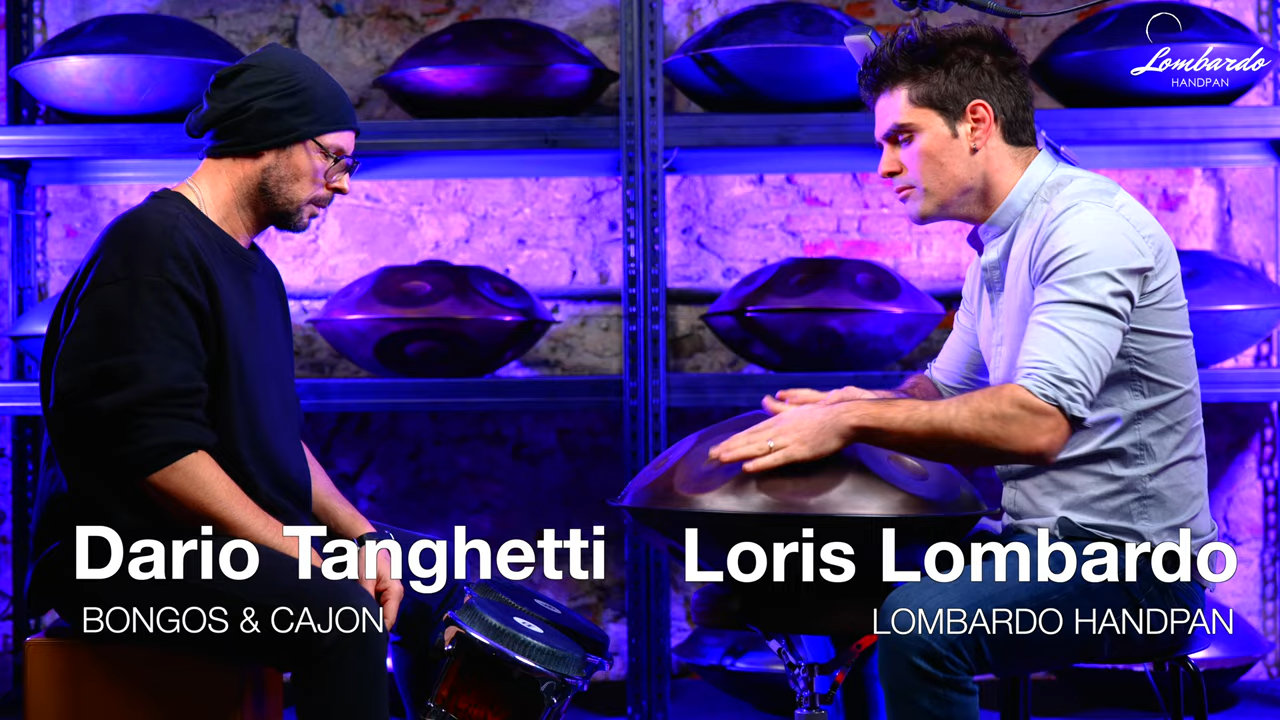 Lombardo
HANDPAN
Dario Tanghetti
BONGOS & CAJON
Loris Lombardo
LOMBARDO HANDPAN